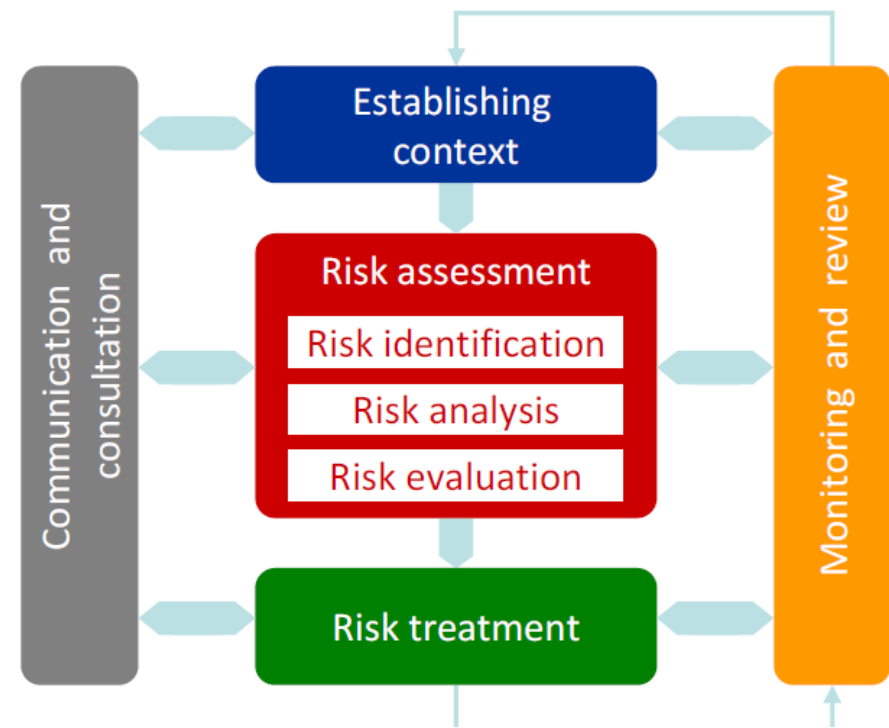 Establishing
context
Communication and
consultation
Risk assessment
Risk identification
Risk analysis
Risk evaluation
Monitoring and review
Risk treatment